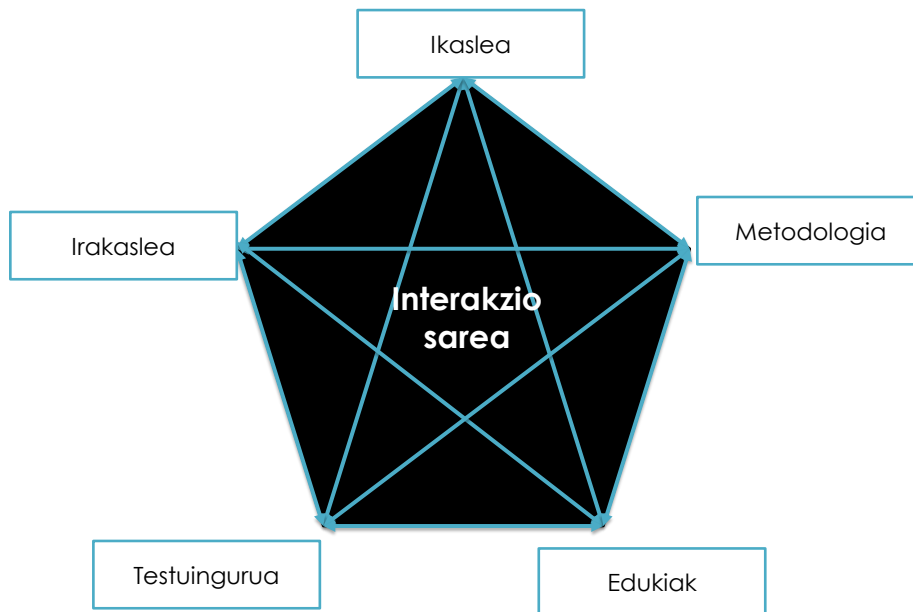 Ikaslea
Irakaslea
Metodologia
Interakzio
sarea
Testuingurua
Edukiak